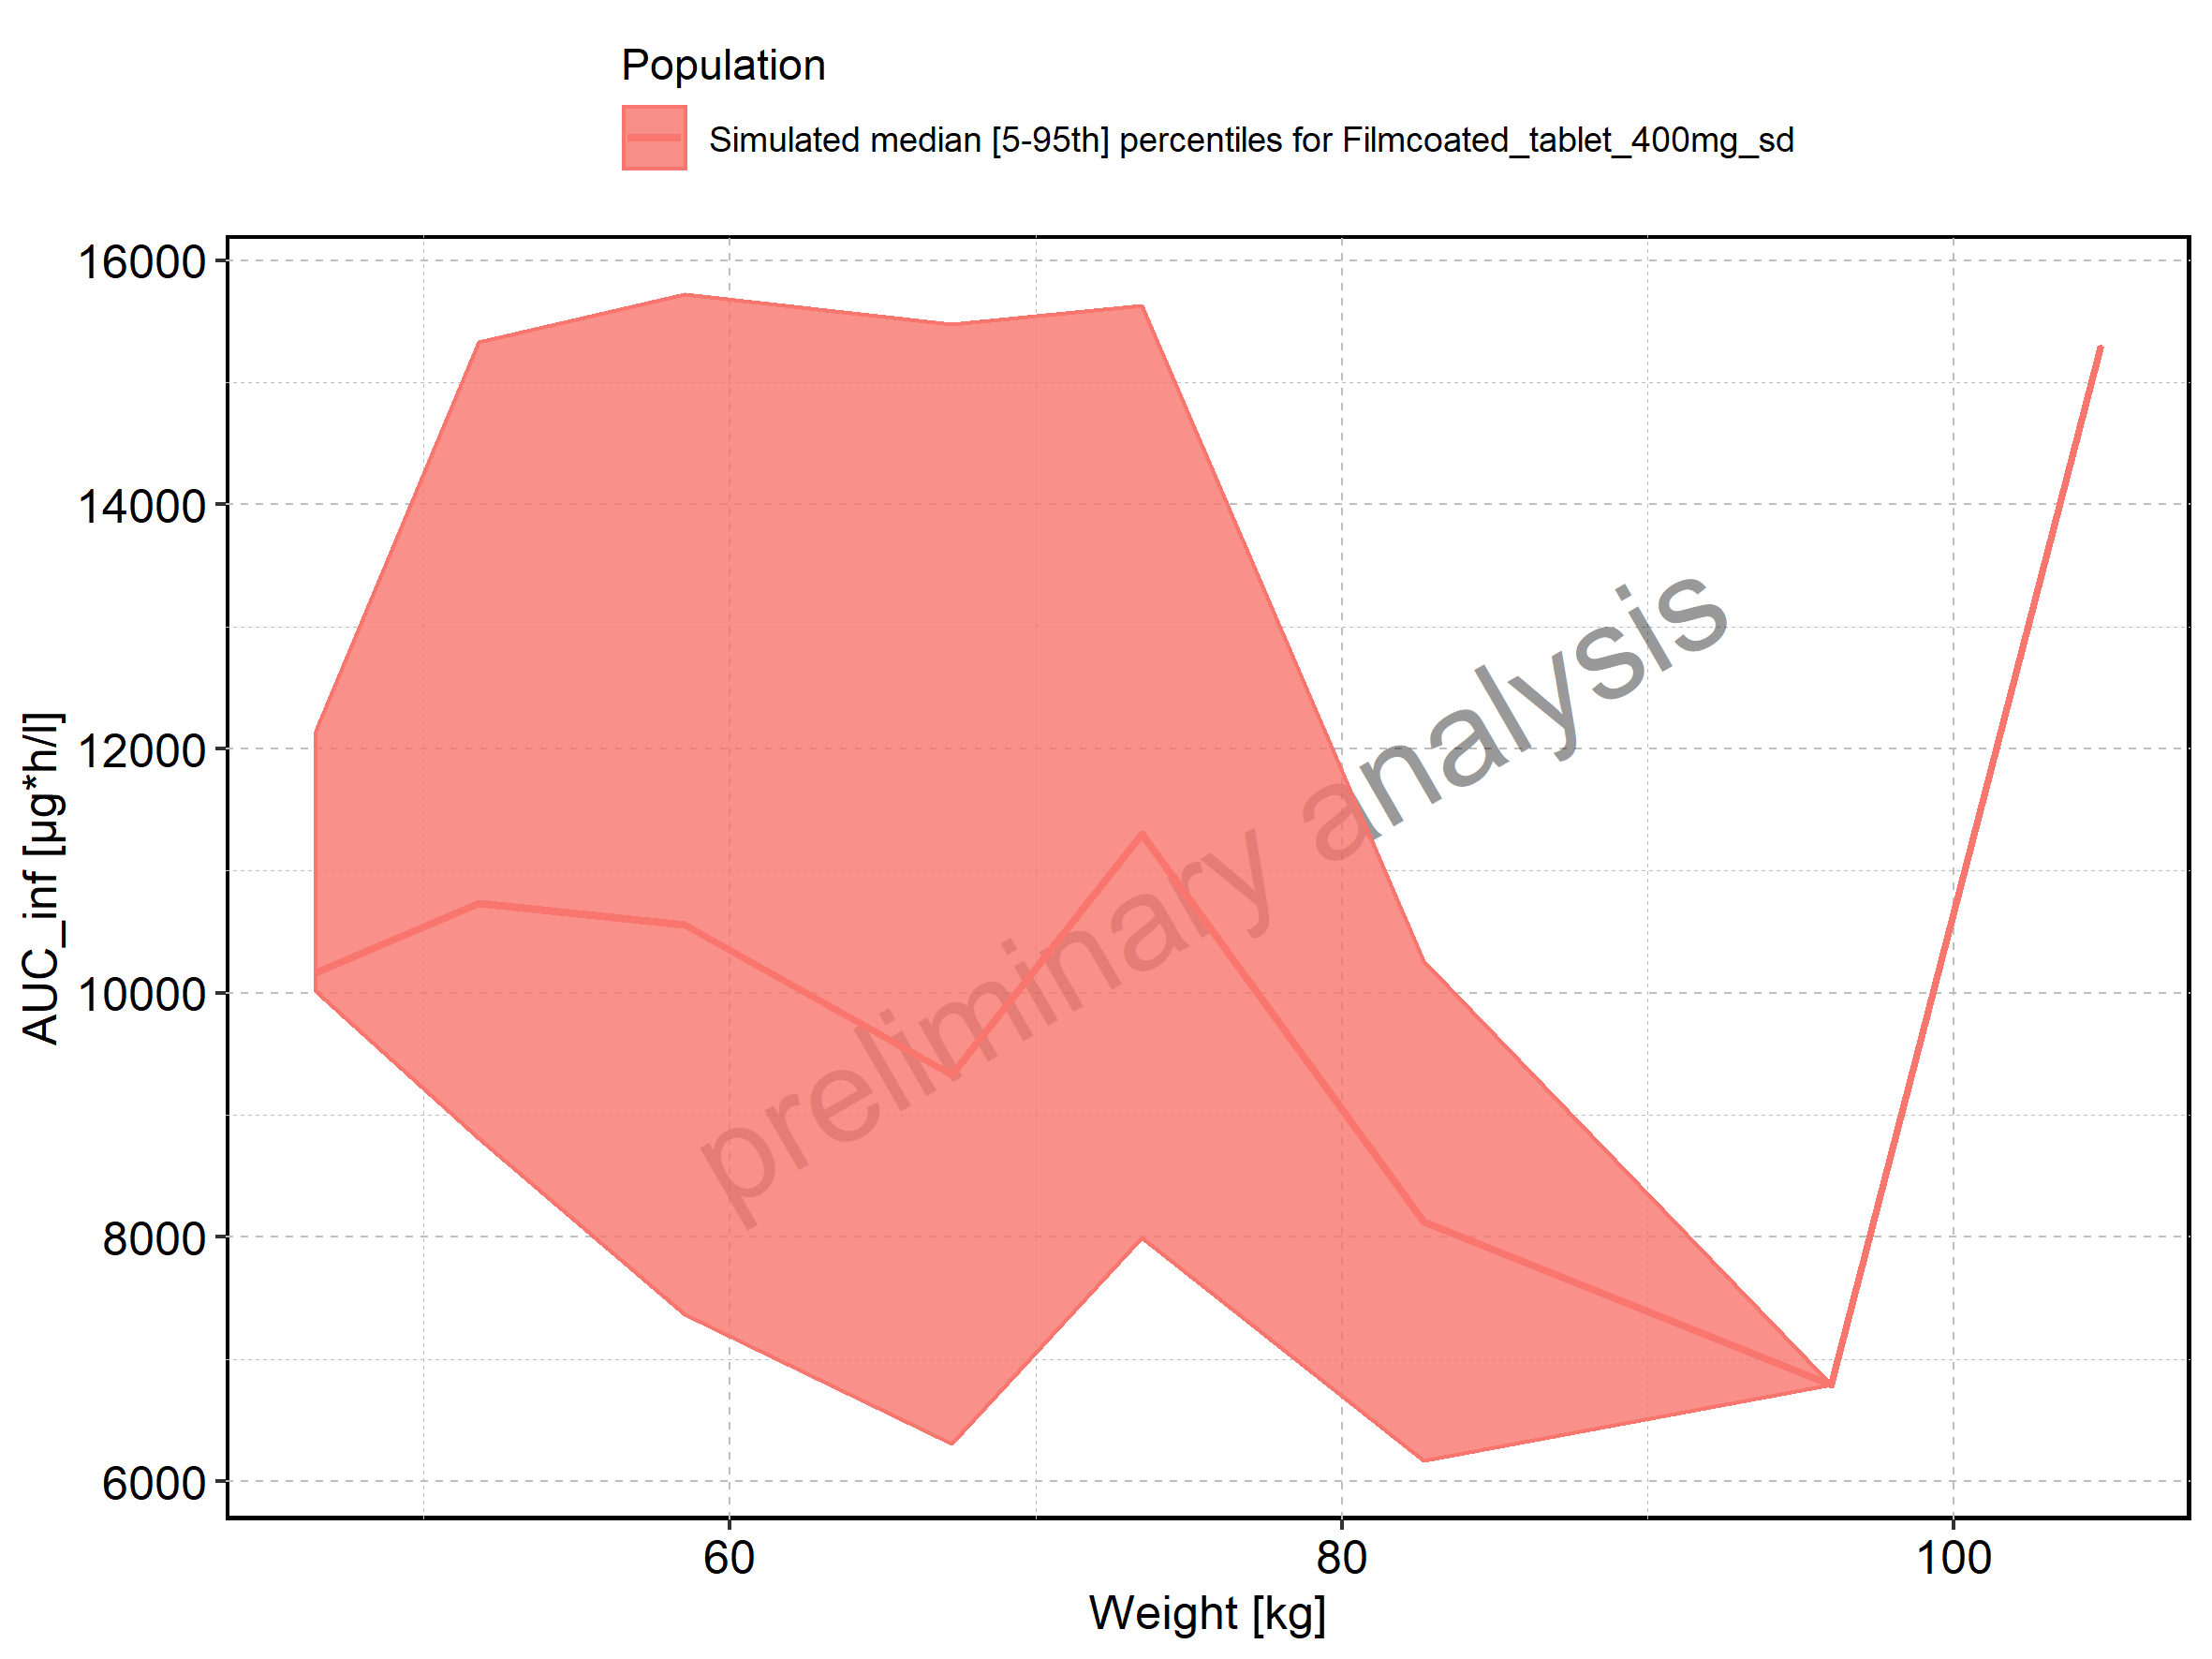 Population
Simulated median [5-95th] percentiles for Filmcoated_tablet_400mg_sd
16000
14000
12000
10000
8000
6000
AUC_inf [µg*h/l]
preliminary analysis
60 80 100
Weight [kg]